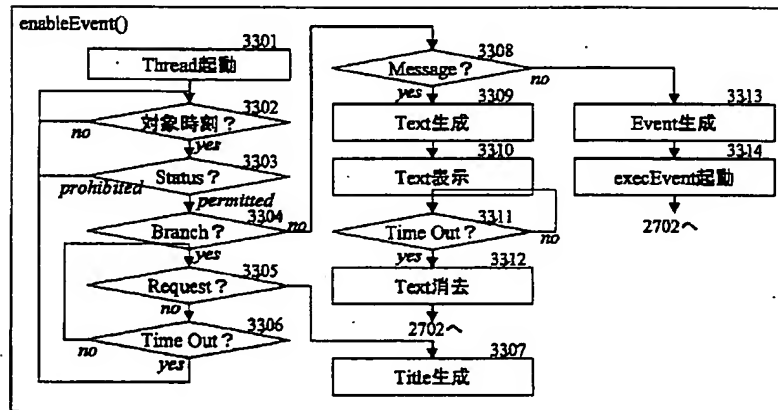 enableEvent()
3301
Thread起動
3302
対象時刻？
no
yes
3303
Status？
prohibited
permitted
3304
Branch？
no
yes
3305
Request？
no
3306
Time Out？
no
yes
3307
Title生成
3308
Message？
no
yes
3309
Text生成
3310
Text表示
3311
Time Out？
no
yes
3312
Text消去
2702へ
3313
Event生成
3314
execEvent起動
2702へ